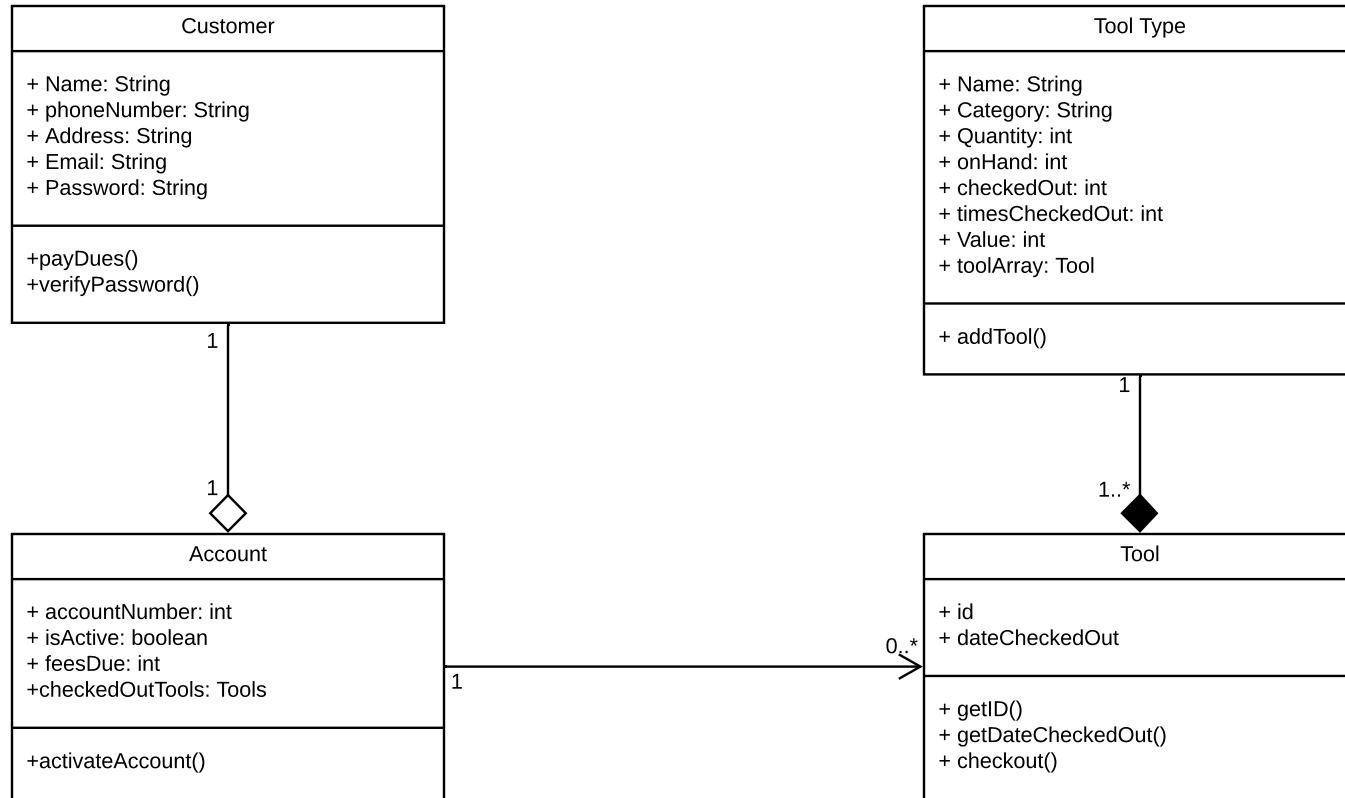 Customer
+ Name: String
+ phoneNumber: String
+ Address: String
+ Email: String
+ Password: String
+payDues()
+verifyPassword()
1
1
Tool Type
+ Name: String
+ Category: String
+ Quantity: int
+ onHand: int
+ checkedOut: int
+ timesCheckedOut: int
+ Value: int
+ toolArray: Tool
+ addTool()
1
1..*
Account
+ accountNumber: int
+ isActive: boolean
+ feesDue: int
+checkedOutTools: Tools
+activateAccount()
1
0..*
Tool
+ id
+ dateCheckedOut
+ getID()
+ getDateCheckedOut()
+ checkout()